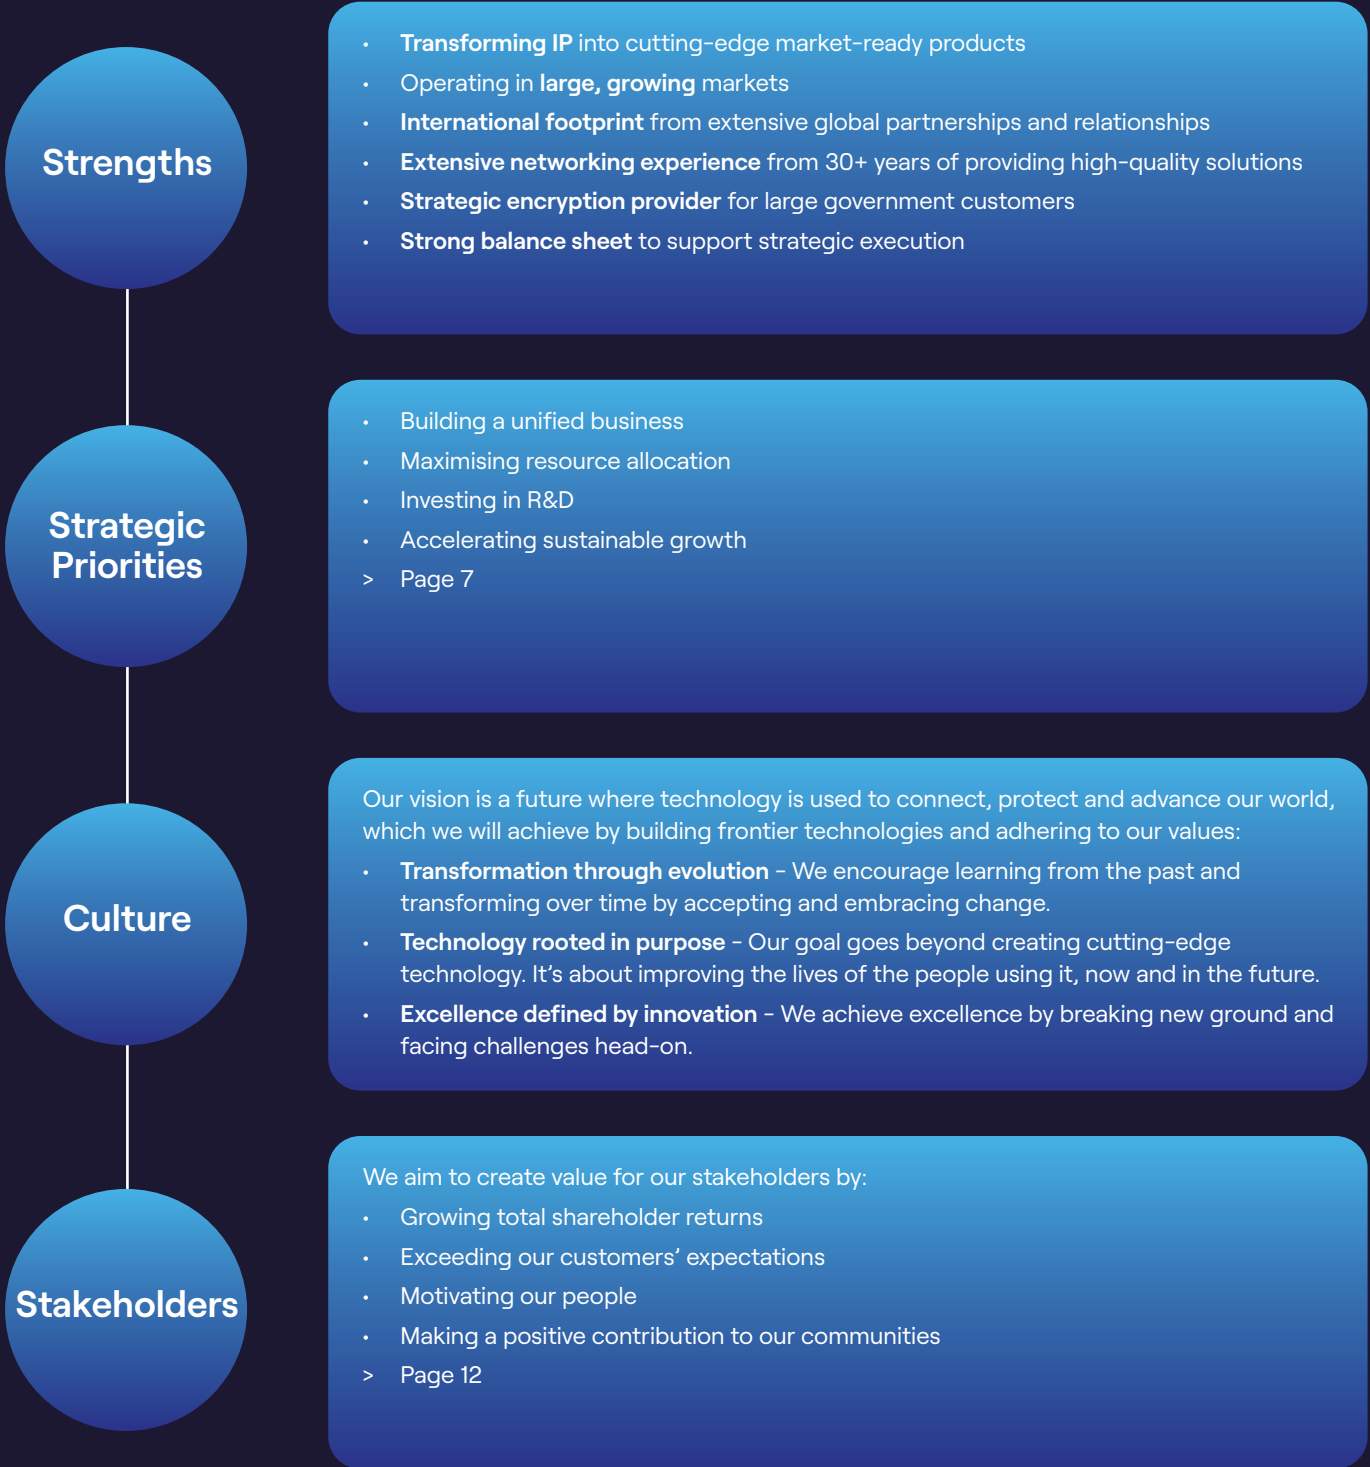 Strengths
• Transforming IP into cutting-edge market-ready products
• Operating in large, growing markets
• International footprint from extensive global partnerships and relationships
• Extensive networking experience from 30+ years of providing high-quality solutions
• Strategic encryption provider for large government customers
• Strong balance sheet to support strategic execution
Strategic
Priorities
• Building a unified business
• Maximising resource allocation
• Investing in R&D
• Accelerating sustainable growth
> Page 7
Culture
Our vision is a future where technology is used to connect, protect and advance our world,
which we will achieve by building frontier technologies and adhering to our values:
• Transformation through evolution - We encourage learning from the past and
transforming over time by accepting and embracing change.
• Technology rooted in purpose - Our goal goes beyond creating cutting-edge
technology. It’s about improving the lives of the people using it, now and in the future.
• Excellence defined by innovation - We achieve excellence by breaking new ground and
facing challenges head-on.
Stakeholders
We aim to create value for our stakeholders by:
• Growing total shareholder returns
• Exceeding our customers’ expectations
• Motivating our people
• Making a positive contribution to our communities
> Page 12